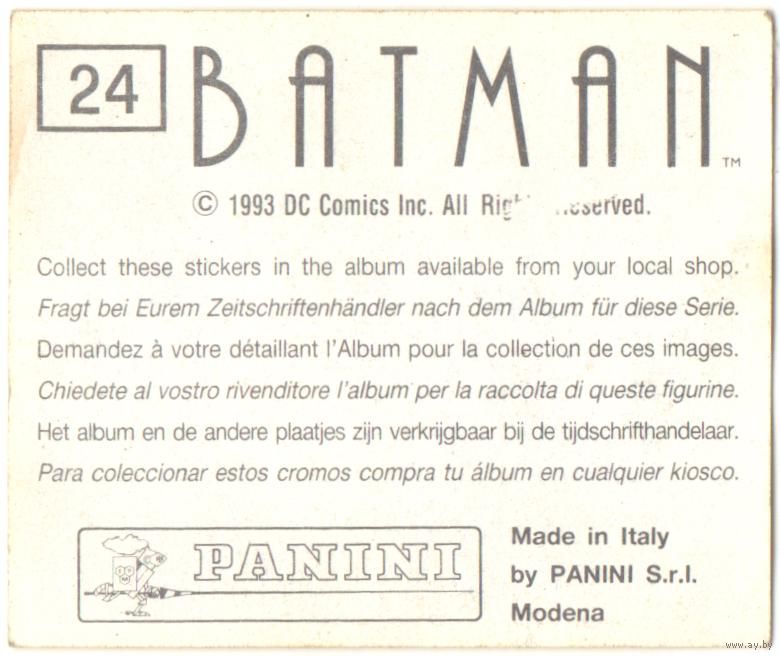 24 BATMAN ™
© 1993 DC Comics Inc. All
Collect these stickers in the album available from your local shop.
Fragt bei Eurem Zeitschriftenhändler nach dem Album für diese Serie.
Demandez à votre détaillant l'Album pour la collection de ces images.
Chiedete al vostro rivenditore l'album per la raccolta di queste figurine.
Het album en de andere plaatjes zijn verkrijgbaar bij de tijdschrifthandelaar.
Para coleccionar estos cromos compra tu álbum en cualquier kiosco.
PANINI
Made in Italy
by PANINI S.r.l.
Modena
www.ay.by